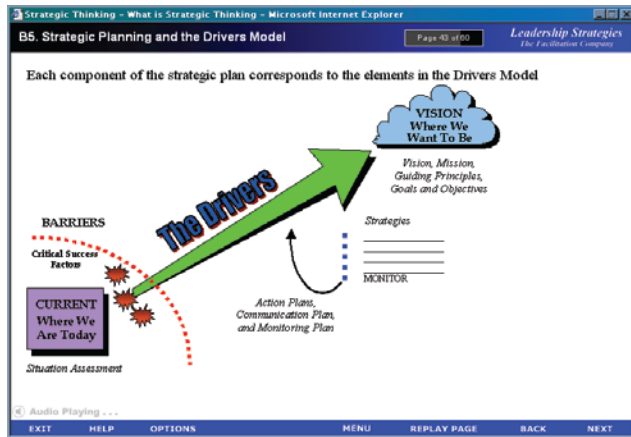 Strategic Thinking - What is Strategic Thinking - Microsoft Internet Explorer
B5. Strategic Planning and the Drivers Model
Page 43 of 60
Leadership Strategies
The Facilitation Company
Each component of the strategic plan corresponds to the elements in the Drivers Model
VISION
Where We
Want To Be
Vision, Mission,
Guiding Principles,
Goals and Objectives
The Drivers
BARRIERS
Critical Success
Factors
Strategies
MONITOR
CURRENT
Where We
Are Today
Action Plans,
Communication Plan,
and Monitoring Plan
Situation Assessment
Audio Playing . . .
EXIT
HELP
OPTIONS
MENU
REPLAY PAGE
BACK
NEXT